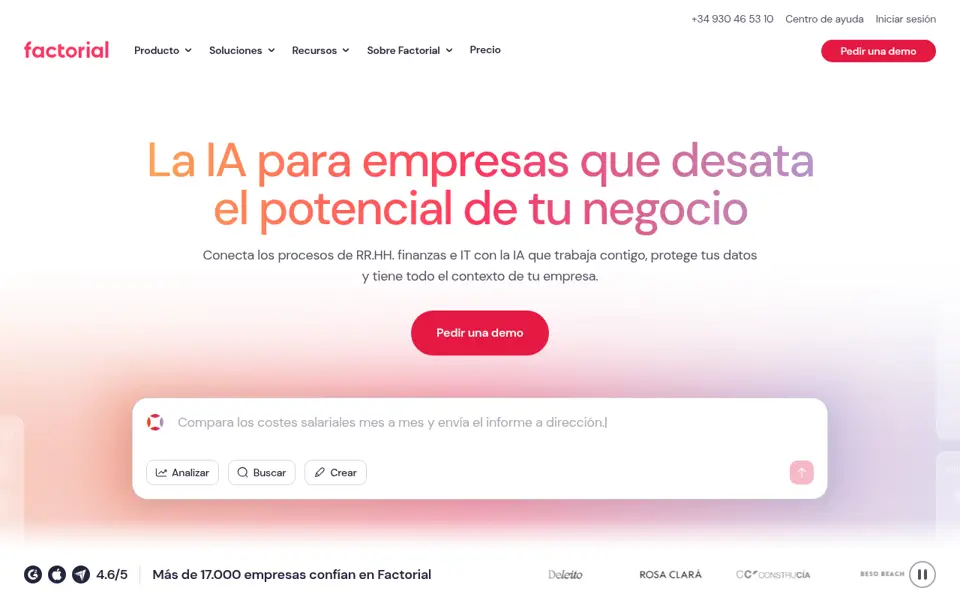 +34 930 46 53 10 Centro de ayuda Iniciar sesión
factorial Producto Soluciones Recursos Sobre Factorial Precio Pedir una demo
La IA para empresas que desata
el potencial de tu negocio
Conecta los procesos de RR.HH. finanzas e IT con la IA que trabaja contigo, protege tus datos
y tiene todo el contexto de tu empresa.
Pedir una demo
Compara los costes salariales mes a mes y envía el informe a dirección.
Analizar Buscar Crear
4.6/5 Más de 17.000 empresas confían en Factorial Deleito ROSA CLARÁ CONSTRUCÍA BESO BEACH